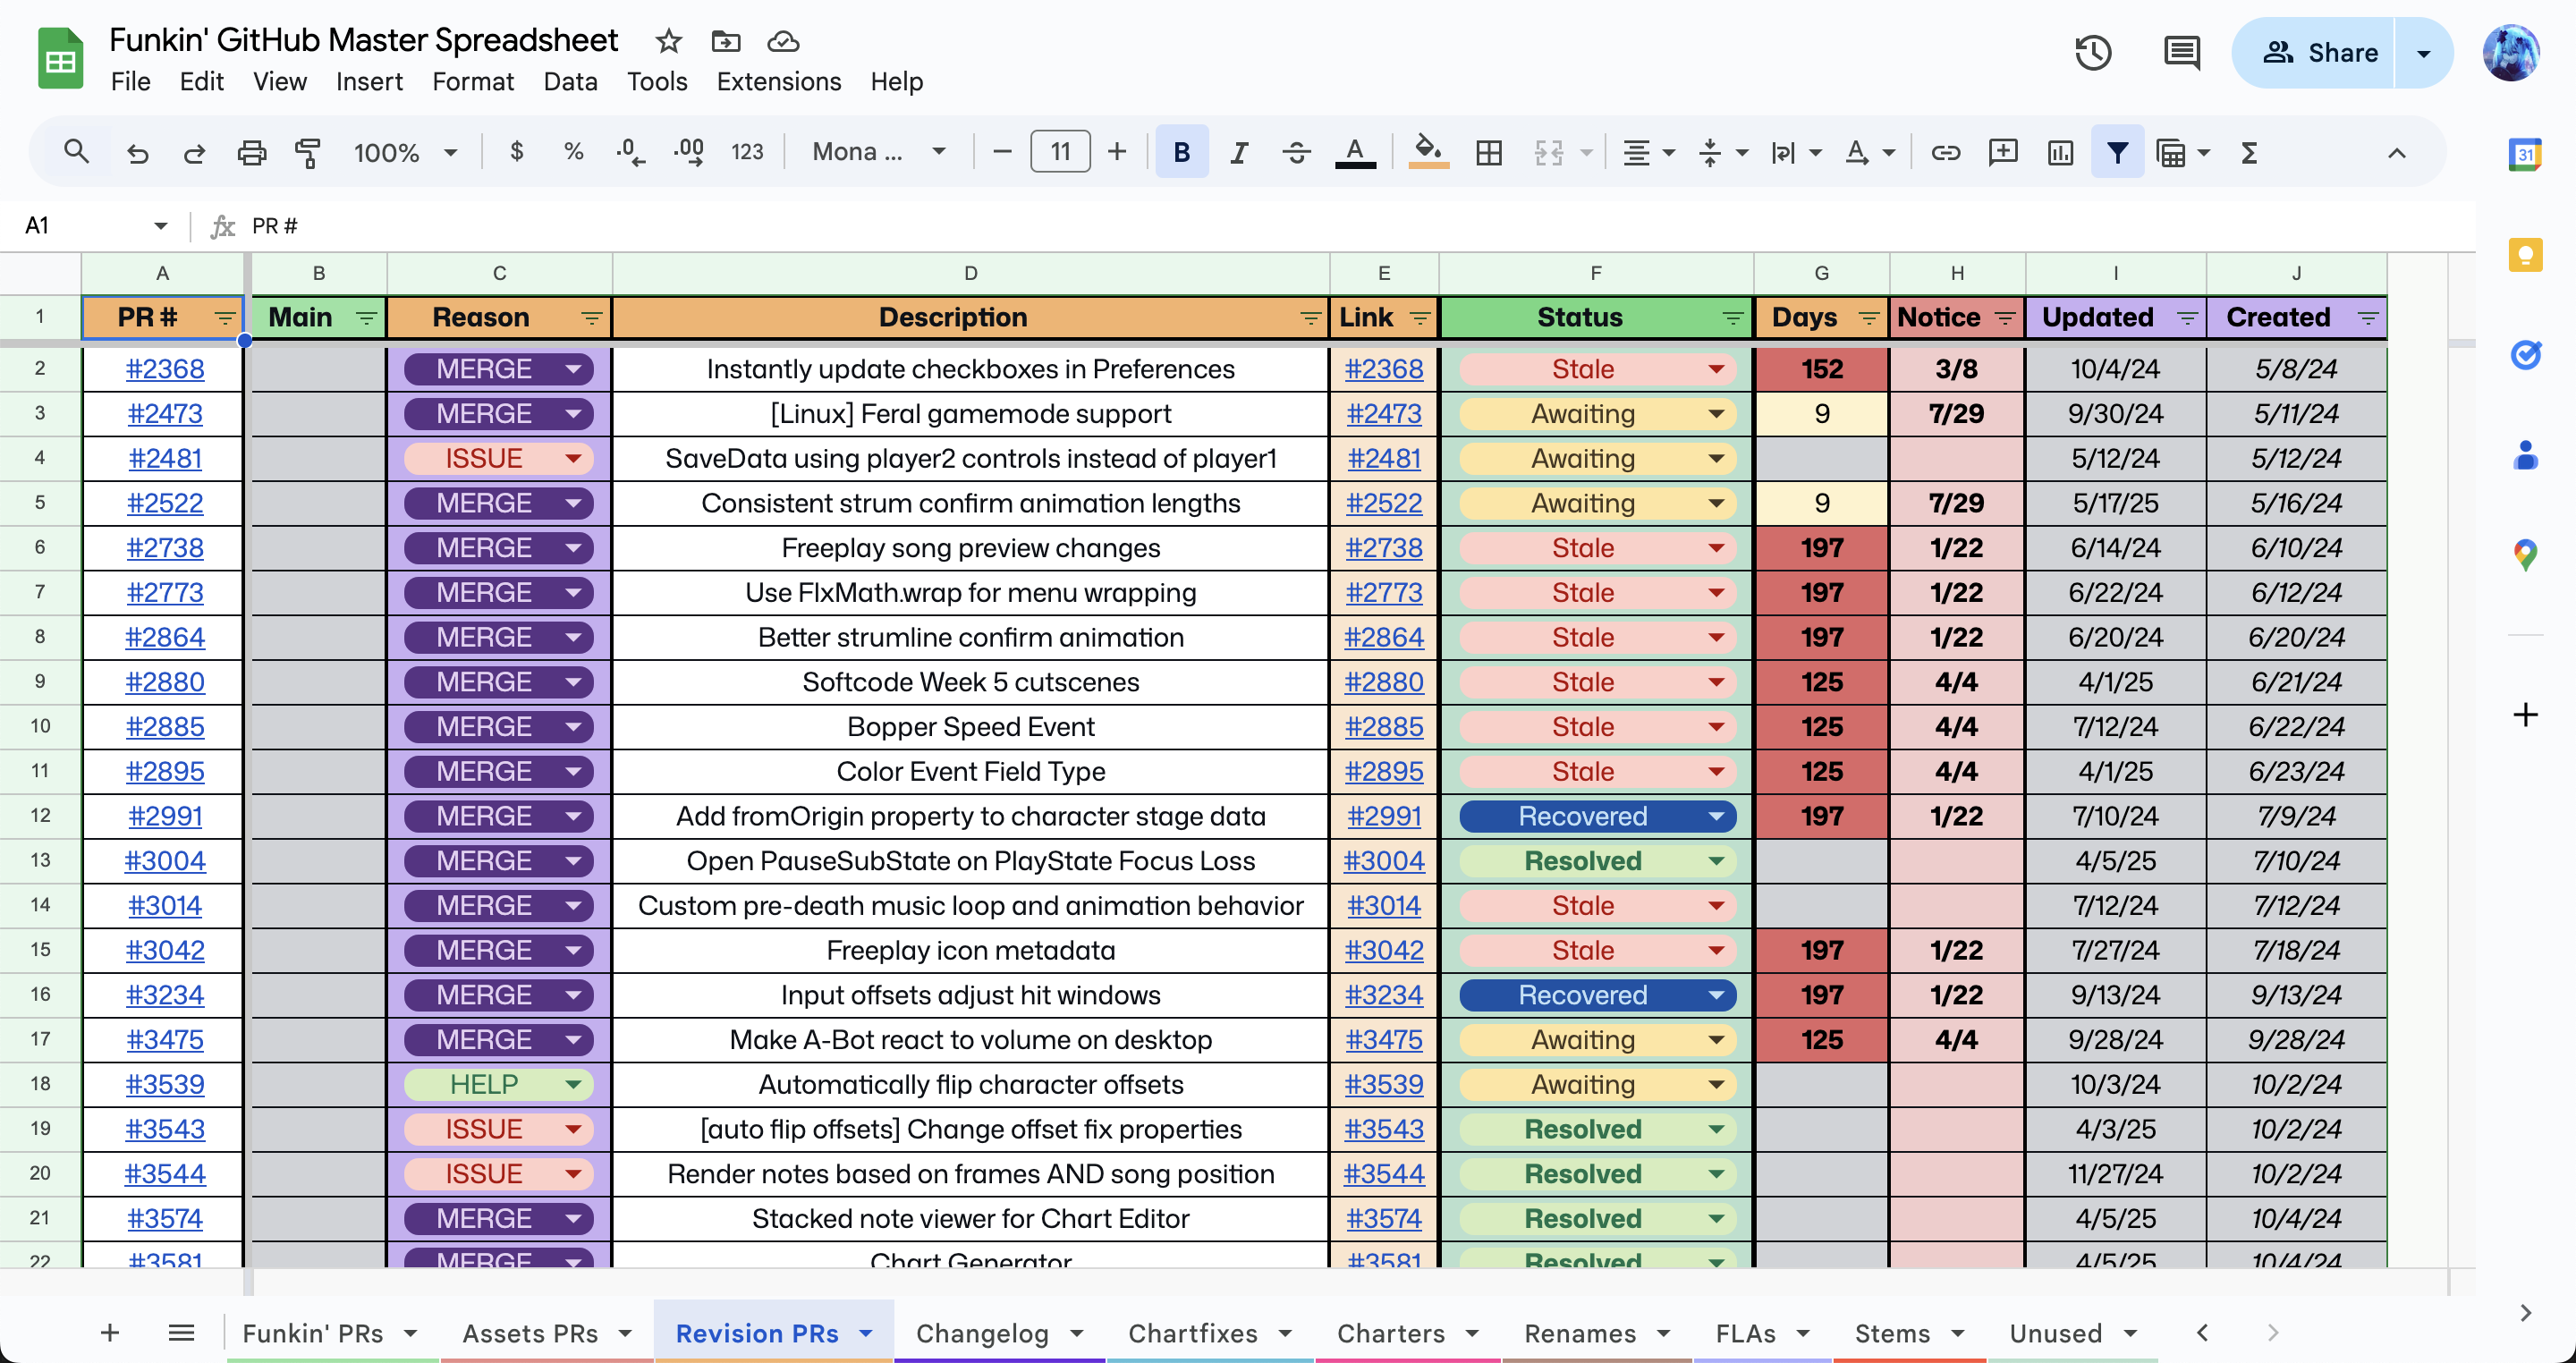 Funkin' GitHub Master Spreadsheet
File Edit View Insert Format Data Tools Extensions Help
Share
100% $ % .0 .00 123 Mona ... 11 B I A A
31
A1 fx PR #
A B C D E F G H I J
1 PR # Main Reason Description Link Status Days Notice Updated Created
2 #2368 MERGE Instantly update checkboxes in Preferences #2368 Stale 152 3/8 10/4/24 5/8/24
3 #2473 MERGE [Linux] Feral gamemode support #2473 Awaiting 9 7/29 9/30/24 5/11/24
4 #2481 ISSUE SaveData using player2 controls instead of player1 #2481 Awaiting 5/12/24 5/12/24
5 #2522 MERGE Consistent strum confirm animation lengths #2522 Awaiting 9 7/29 5/17/25 5/16/24
6 #2738 MERGE Freeplay song preview changes #2738 Stale 197 1/22 6/14/24 6/10/24
7 #2773 MERGE Use FlxMath.wrap for menu wrapping #2773 Stale 197 1/22 6/22/24 6/12/24
8 #2864 MERGE Better strumline confirm animation #2864 Stale 197 1/22 6/20/24 6/20/24
9 #2880 MERGE Softcode Week 5 cutscenes #2880 Stale 125 4/4 4/1/25 6/21/24
10 #2885 MERGE Bopper Speed Event #2885 Stale 125 4/4 7/12/24 6/22/24
11 #2895 MERGE Color Event Field Type #2895 Stale 125 4/4 4/1/25 6/23/24
12 #2991 MERGE Add fromOrigin property to character stage data #2991 Recovered 197 1/22 7/10/24 7/9/24
13 #3004 MERGE Open PauseSubState on PlayState Focus Loss #3004 Resolved 4/5/25 7/10/24
14 #3014 MERGE Custom pre-death music loop and animation behavior #3014 Stale 7/12/24 7/12/24
15 #3042 MERGE Freeplay icon metadata #3042 Stale 197 1/22 7/27/24 7/18/24
16 #3234 MERGE Input offsets adjust hit windows #3234 Recovered 197 1/22 9/13/24 9/13/24
17 #3475 MERGE Make A-Bot react to volume on desktop #3475 Awaiting 125 4/4 9/28/24 9/28/24
18 #3539 HELP Automatically flip character offsets #3539 Awaiting 10/3/24 10/2/24
19 #3543 ISSUE [auto flip offsets] Change offset fix properties #3543 Resolved 4/3/25 10/2/24
20 #3544 ISSUE Render notes based on frames AND song position #3544 Resolved 11/27/24 10/2/24
21 #3574 MERGE Stacked note viewer for Chart Editor #3574 Resolved 4/5/25 10/4/24
22 #3581 MERGE Chart Generator #3581 Resolved 4/5/25 10/4/24
Funkin' PRs Assets PRs Revision PRs Changelog Chartfixes Charters Renames FLAs Stems Unused